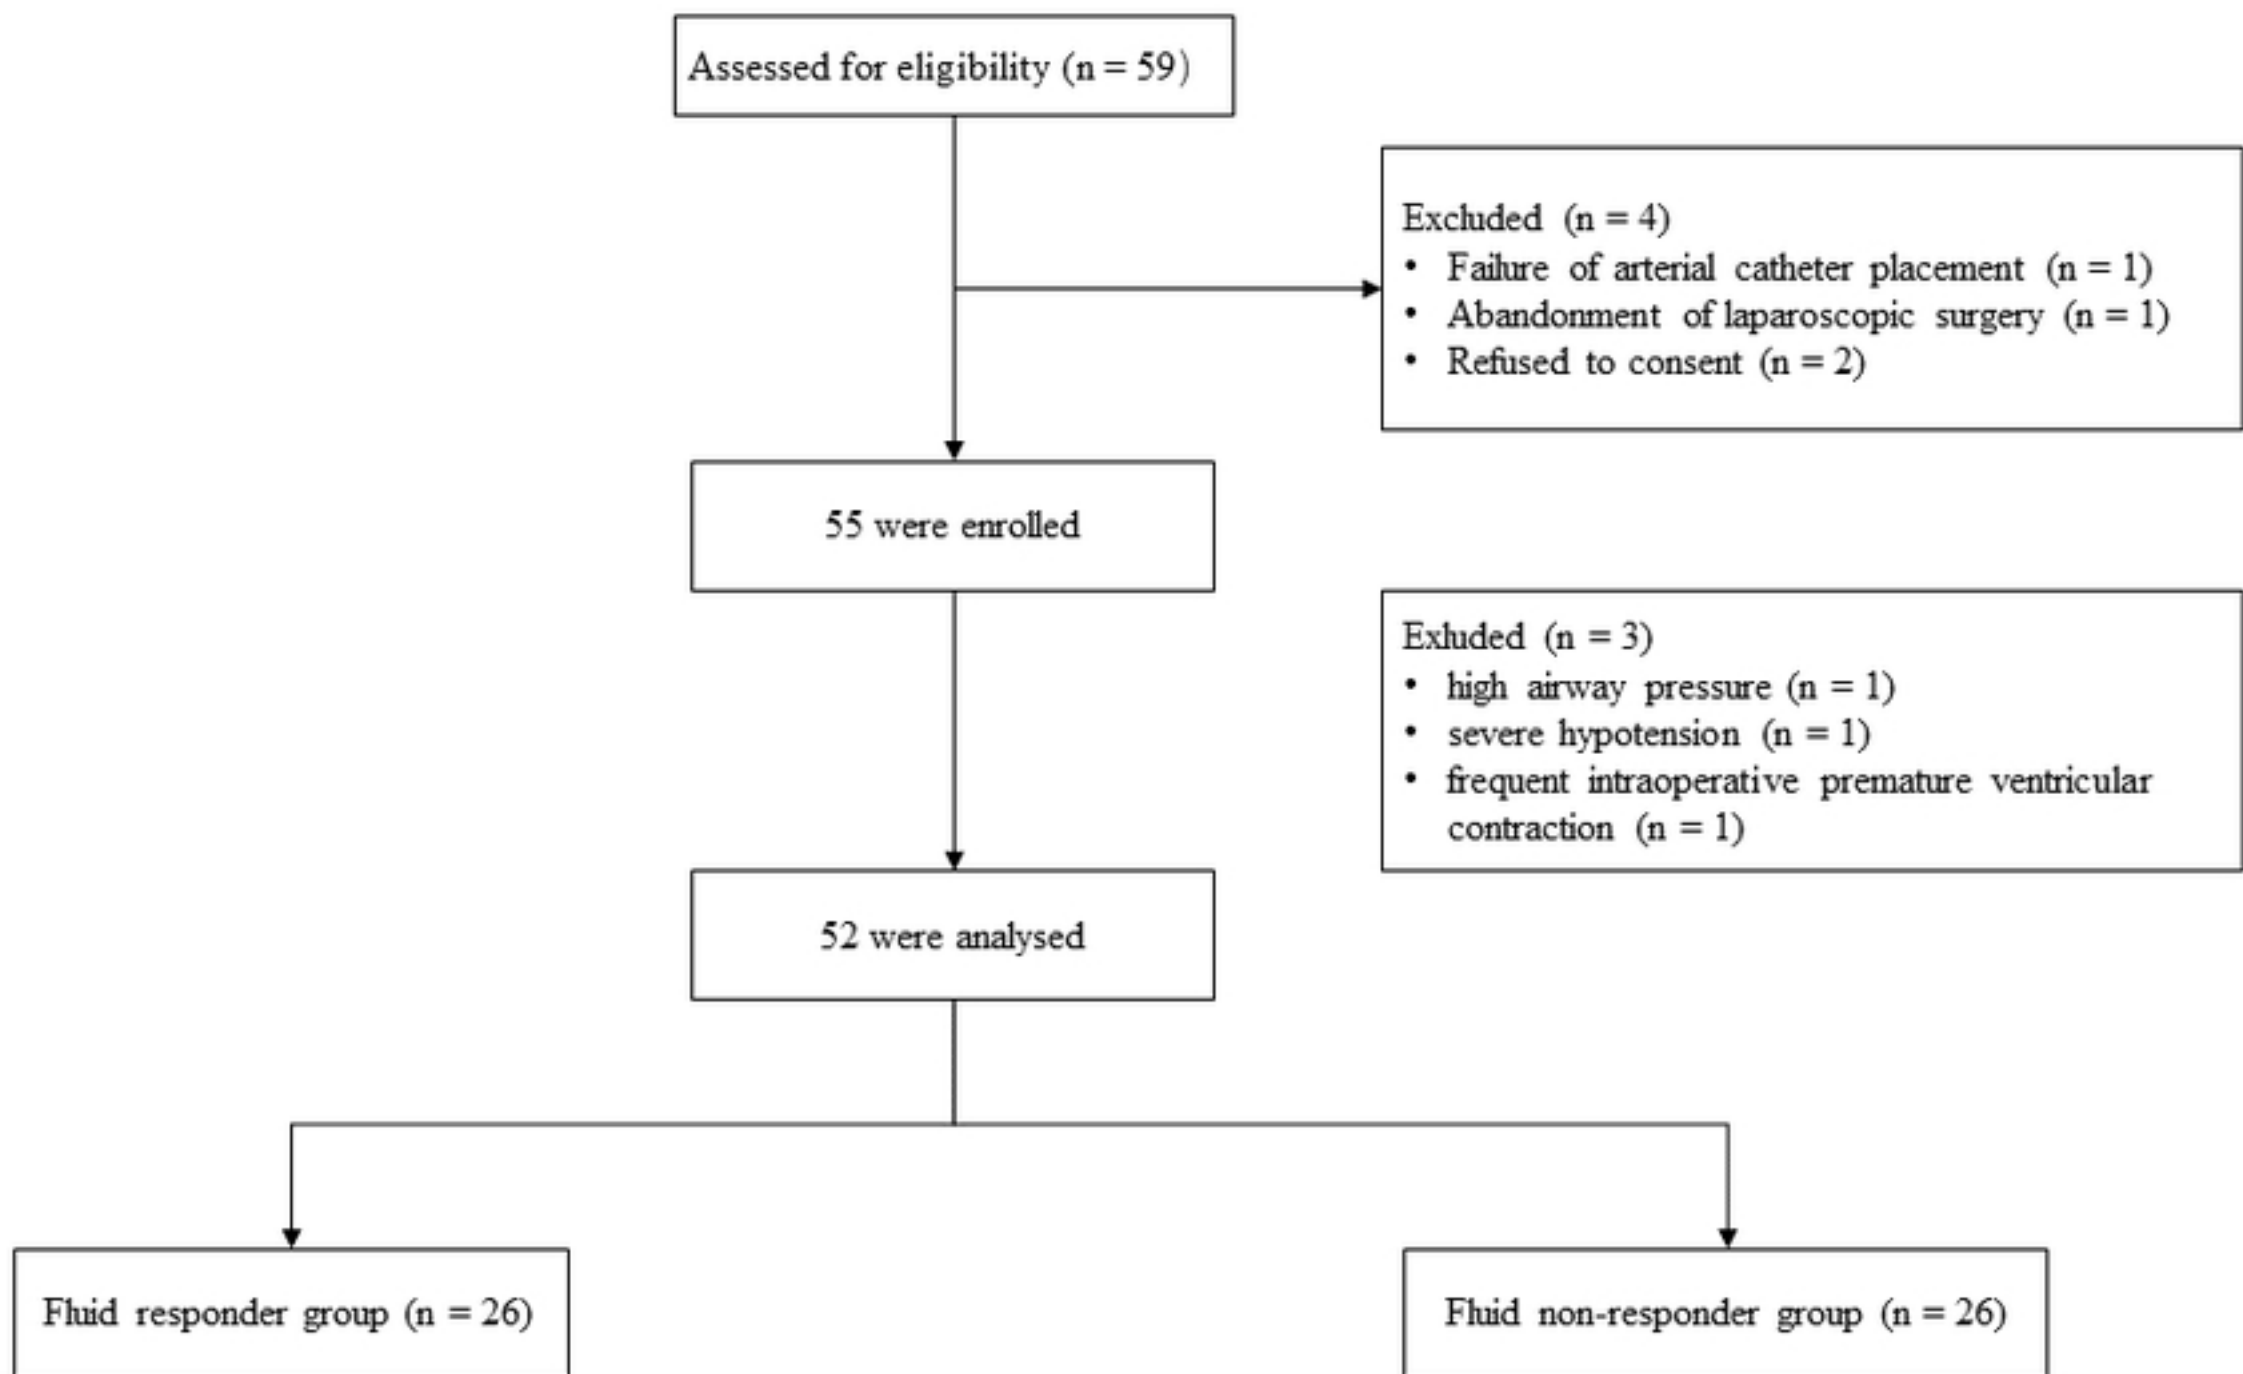 Assessed for eligibility (n = 59)
Excluded (n = 4)
• Failure of arterial catheter placement (n = 1)
• Abandonment of laparoscopic surgery (n = 1)
• Refused to consent (n = 2)
55 were enrolled
Exluded (n = 3)
• high airway pressure (n = 1)
• severe hypotension (n = 1)
• frequent intraoperative premature ventricular
contraction (n = 1)
52 were analysed
Fluid responder group (n = 26)
Fluid non-responder group (n = 26)